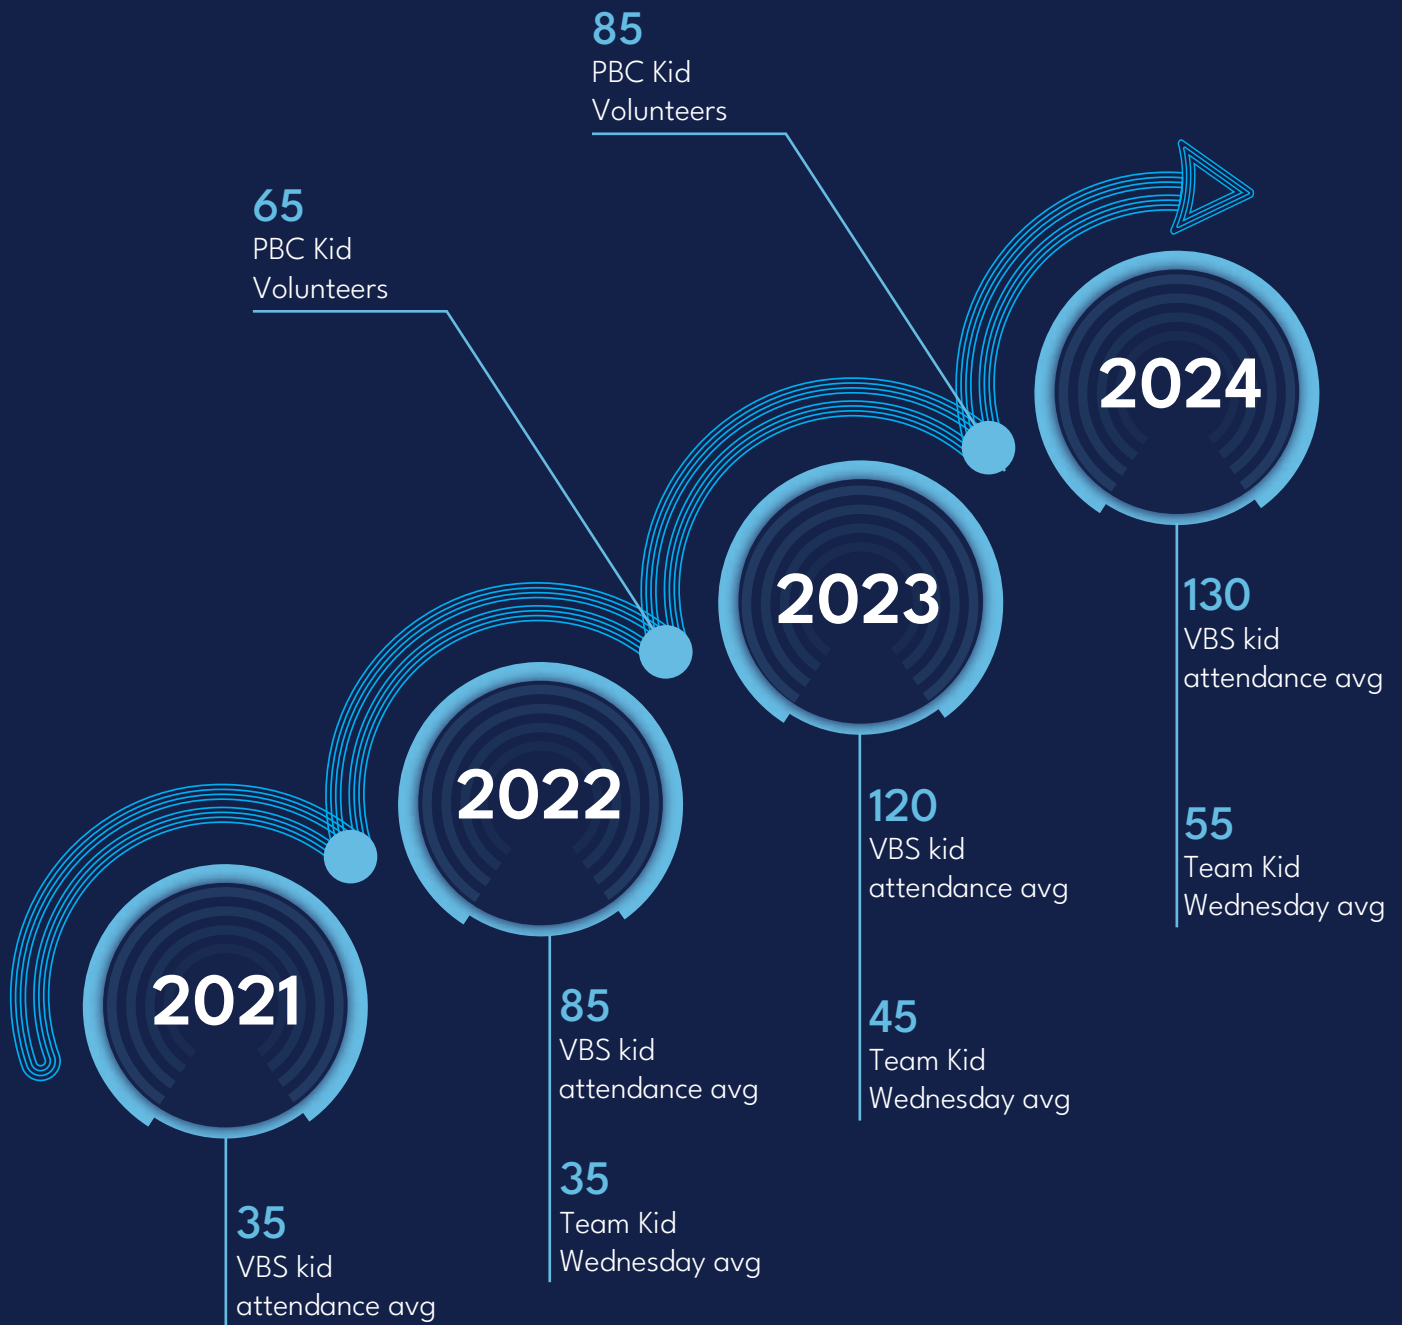 85
PBC Kid
Volunteers
65
PBC Kid
Volunteers
2024
130
VBS kid
attendance avg
55
Team Kid
Wednesday avg
2023
120
VBS kid
attendance avg
45
Team Kid
Wednesday avg
2022
85
VBS kid
attendance avg
35
Team Kid
Wednesday avg
2021
35
VBS kid
attendance avg